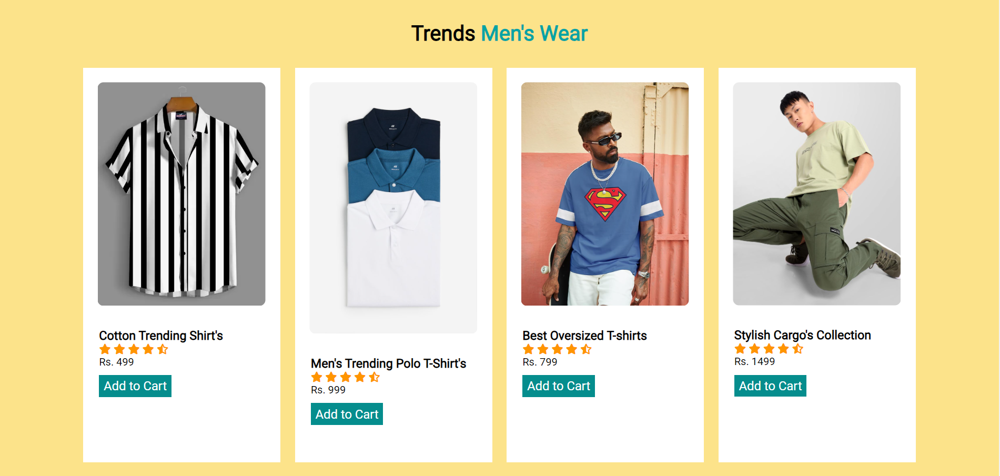 Trends Men's Wear
Cotton Trending Shirt's
Rs. 499
Add to Cart
Men's Trending Polo T-Shirt's
Rs. 999
Add to Cart
Best Oversized T-shirts
Rs. 799
Add to Cart
Stylish Cargo's Collection
Rs. 1499
Add to Cart